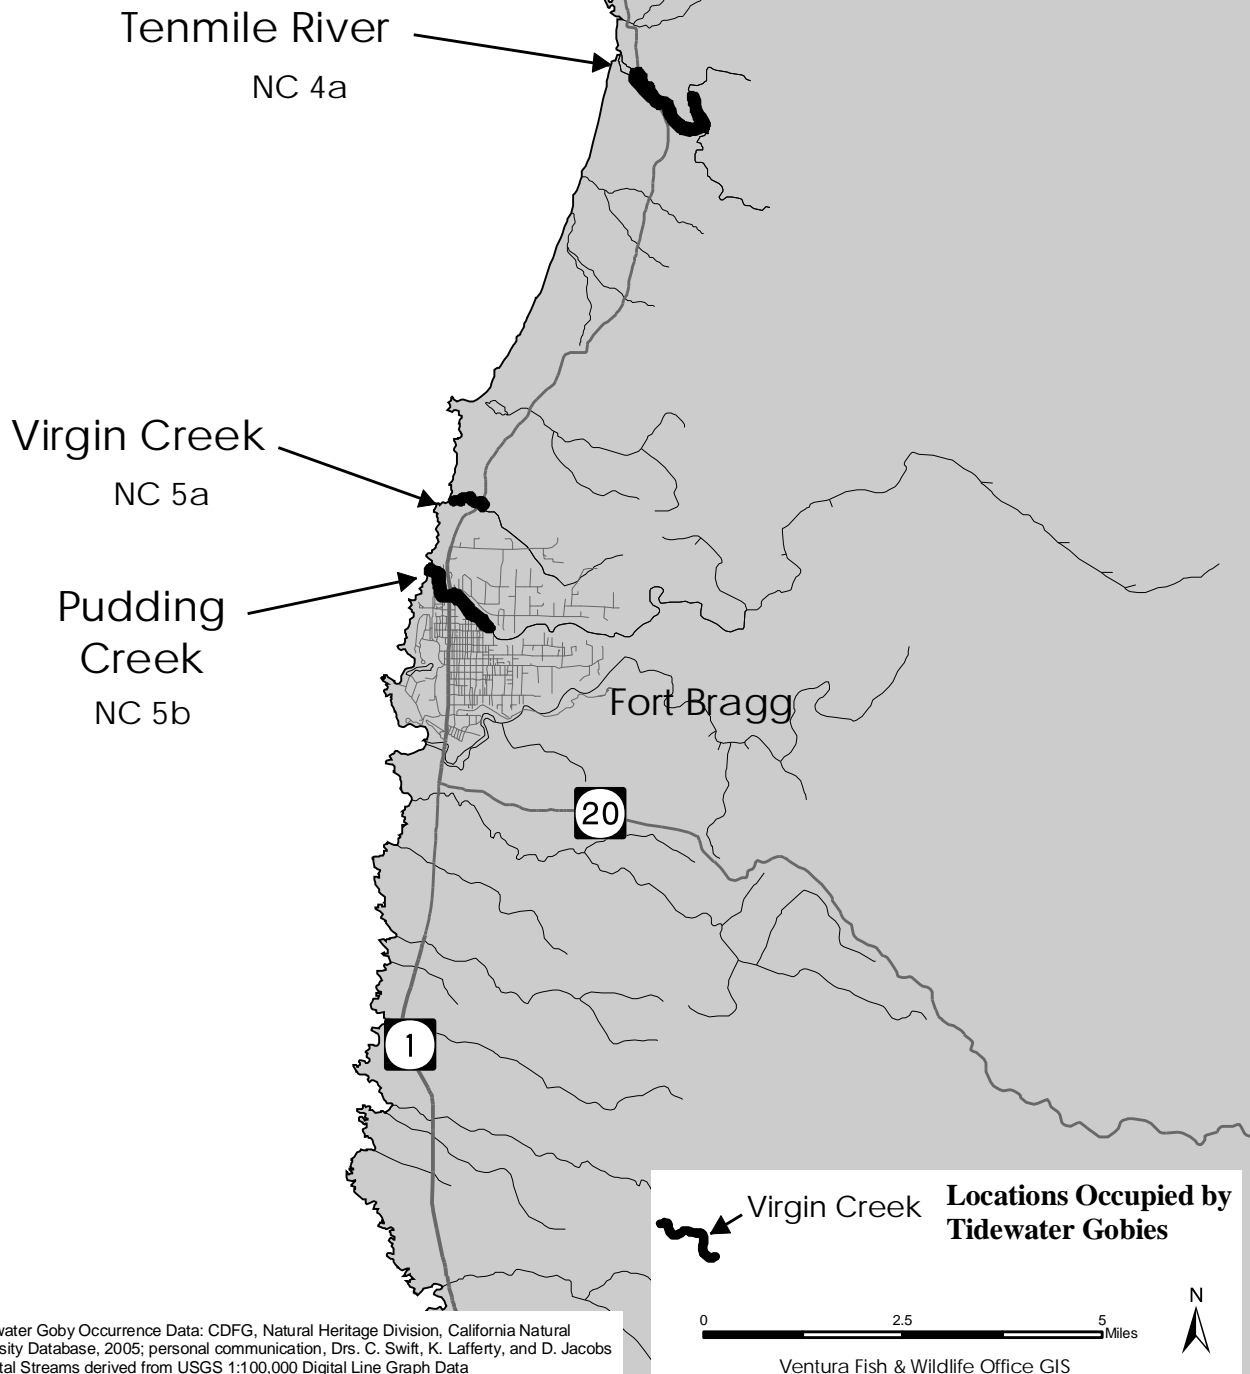 Tenmile River
NC 4a
Virgin Creek
NC 5a
Pudding
Creek
NC 5b
Fort Bragg
20
1
Virgin Creek
Locations Occupied by
Tidewater Gobies
N
0 2.5 5
Miles
Ventura Fish & Wildlife Office GIS
water Goby Occurrence Data: CDFG, Natural Heritage Division, California Natural
sity Database, 2005; personal communication, Drs. C. Swift, K. Lafferty, and D. Jacobs
tal Streams derived from USGS 1:100,000 Digital Line Graph Data